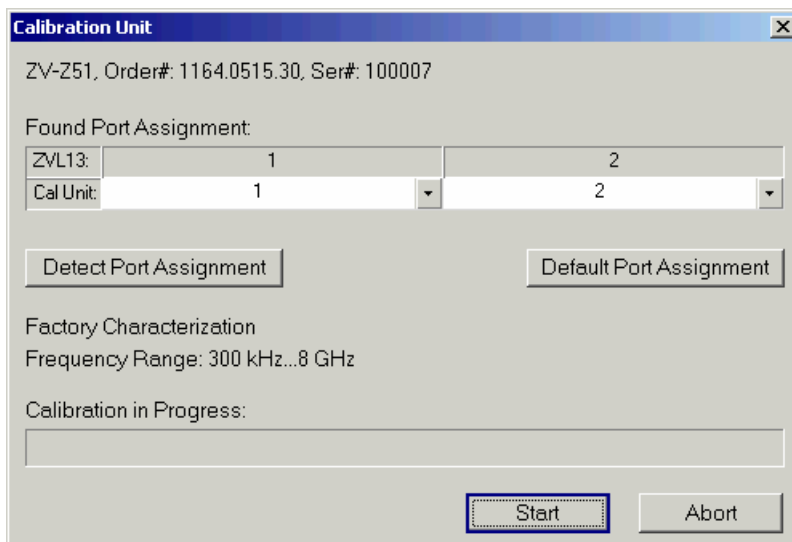 Calibration Unit
ZV-Z51, Order#: 1164.0515.30, Ser#: 100007
Found Port Assignment:
ZVL13: 1 2
Cal Unit: 1 2
Detect Port Assignment Default Port Assignment
Factory Characterization
Frequency Range: 300 kHz...8 GHz
Calibration in Progress:
Start Abort